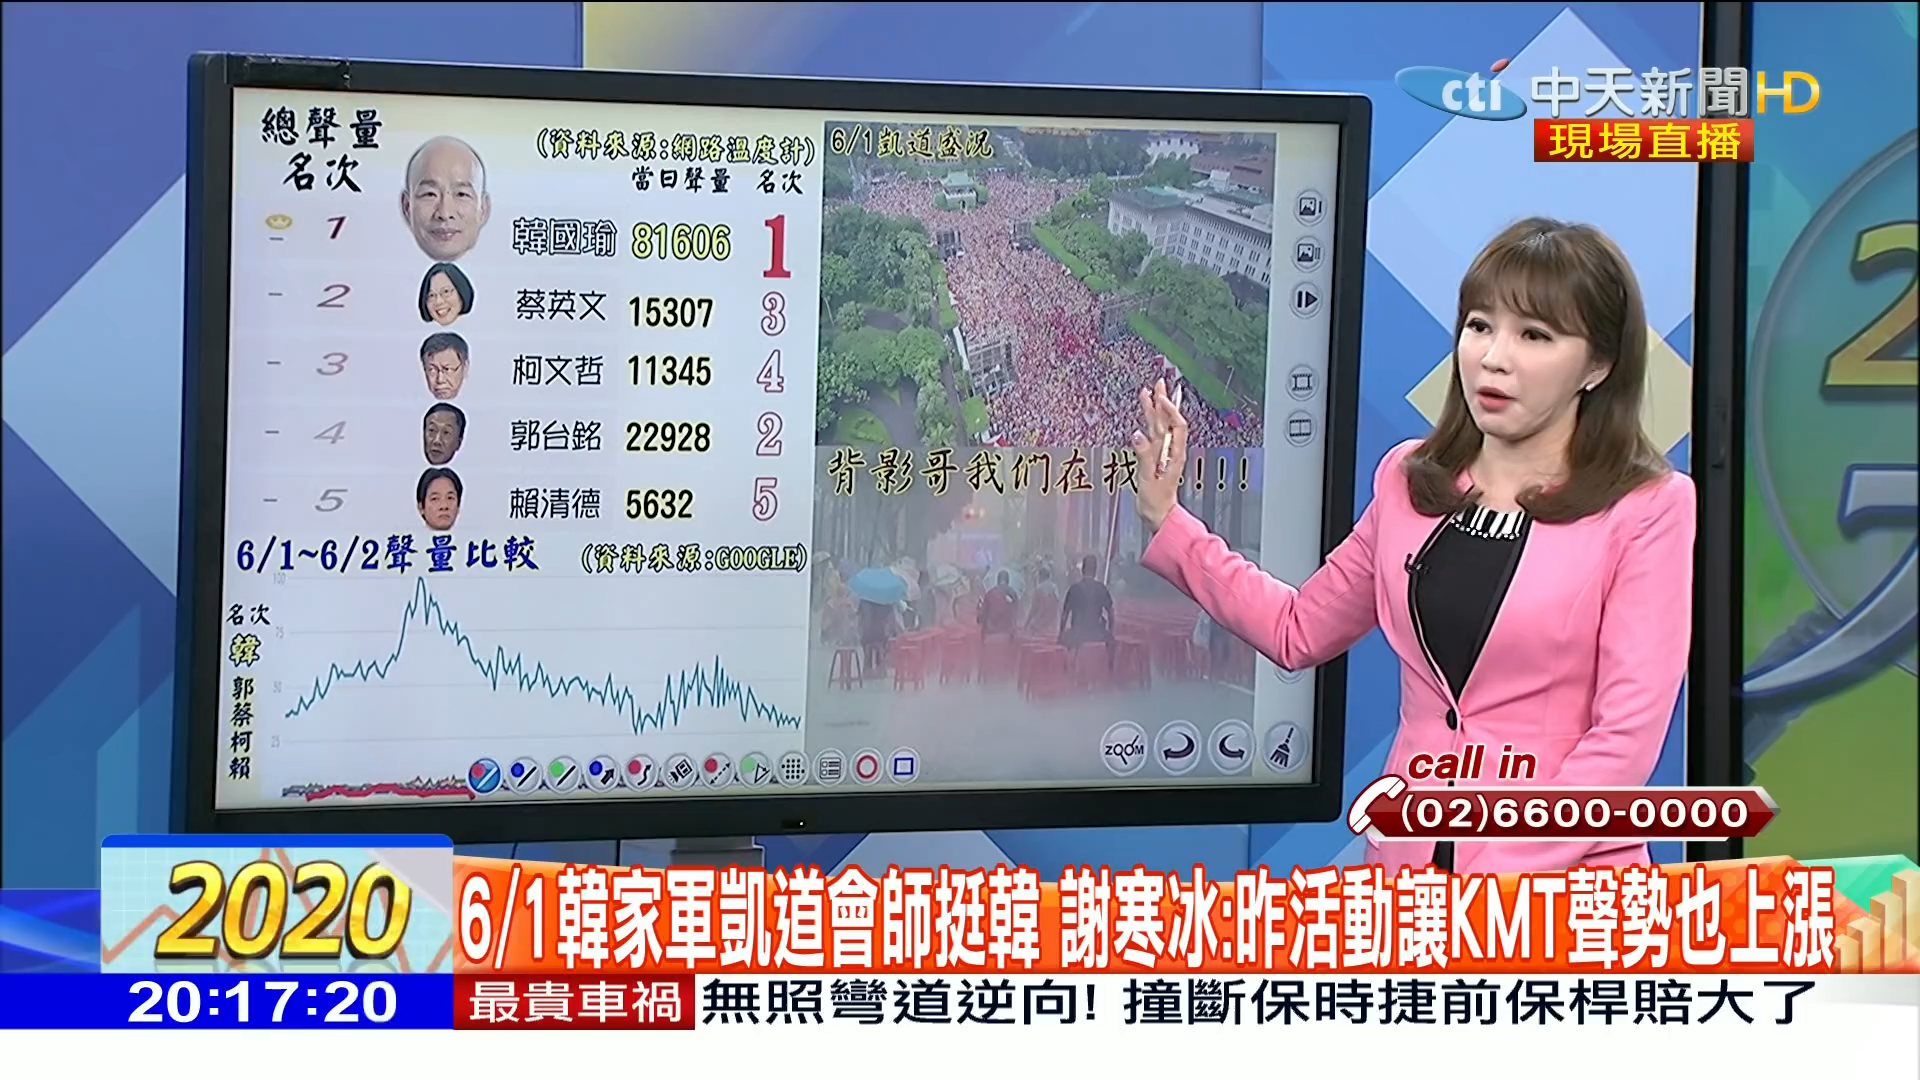 cti 中天新聞HD
現場直播
總聲量
名次
(資料來源:網路溫度計)
當日聲量 名次
1 韓國瑜 81606 1
2 蔡英文 15307 3
3 柯文哲 11345 4
4 郭台銘 22928 2
5 賴清德 5632 5
6/1~6/2聲量比較 (資料來源:GOOGLE)
100
75
50
25
名次
韓
郭
蔡
柯
賴
6/1凱道盛況
背影哥我們在找 !!!
ZOOM
call in
(02)6600-0000
2020
6/1韓家軍凱道會師挺韓 謝寒冰:昨活動讓KMT聲勢也上漲
20:17:20
最貴車禍 無照彎道逆向! 撞斷保時捷前保桿賠大了
2